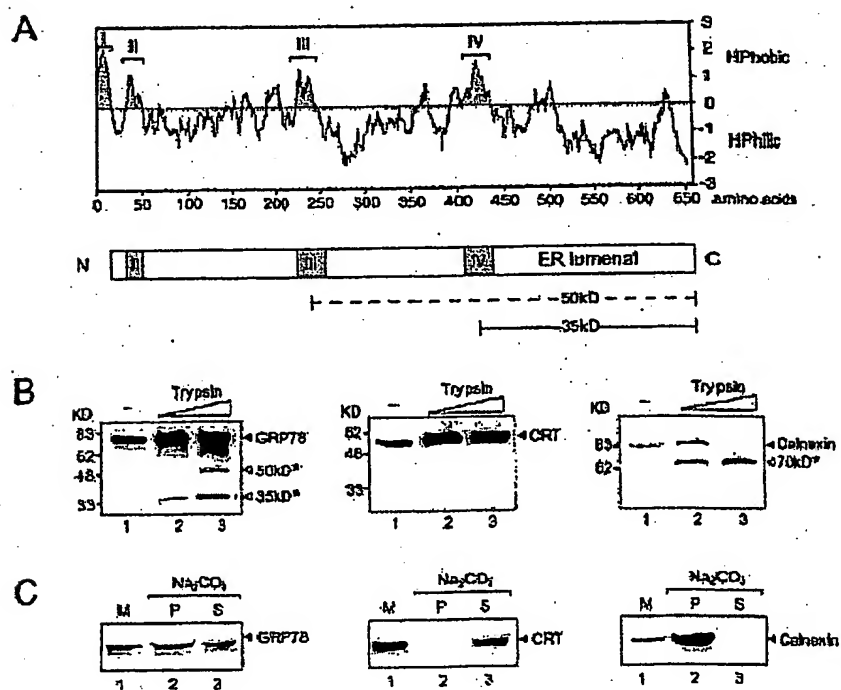 A
I II III IV
3
2
1
0
-1
-2
-3
HPhobic
HPhilic
0 50 100 150 200 250 300 350 400 450 500 550 600 650 amino acids
N II III IV ER lumenal C
50kD
35kD
B
KD - Trypsin
83
62
48
33
GRP78
50kD*
35kD*
1 2 3
KD - Trypsin
62
48
33
CRT
1 2 3
KD - Trypsin
83
62
Calnexin
70kD*
1 2 3
C
Na₂CO₃
M P S
GRP78
1 2 3
Na₂CO₃
M P S
CRT
1 2 3
Na₂CO₃
M P S
Calnexin
1 2 3